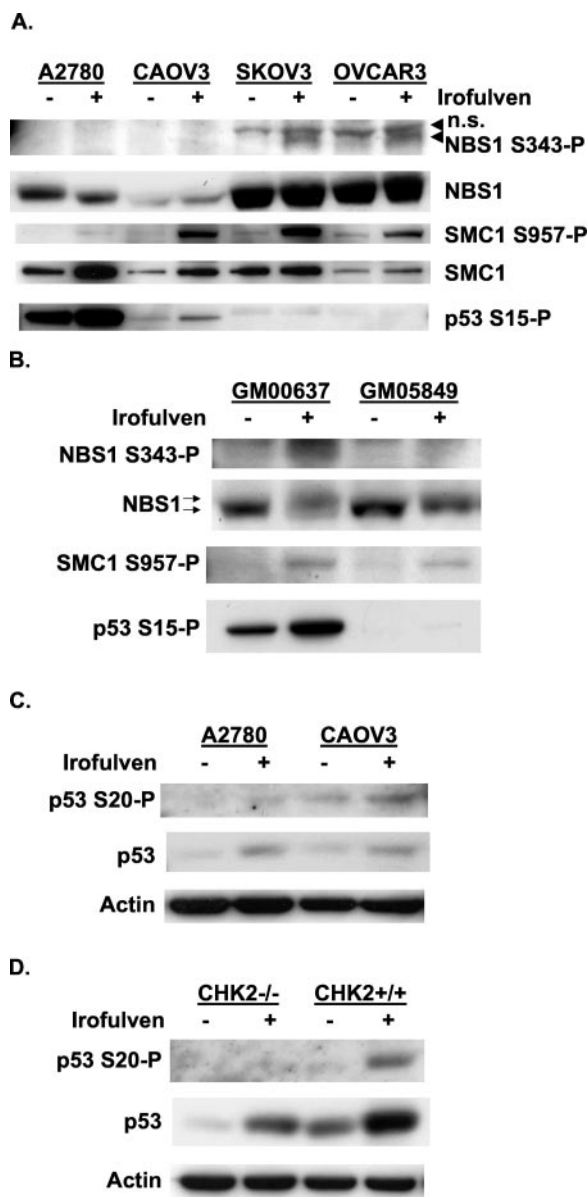 A.
A2780 CAOV3 SKOV3 OVCAR3
- + - + - + - + Irofulven
n.s.
NBS1 S343-P
NBS1
SMC1 S957-P
SMC1
p53 S15-P
B.
GM00637 GM05849
Irofulven - + - +
NBS1 S343-P
NBS1
SMC1 S957-P
p53 S15-P
C.
A2780 CAOV3
Irofulven - + - +
p53 S20-P
p53
Actin
D.
CHK2-/- CHK2+/+
Irofulven - + - +
p53 S20-P
p53
Actin